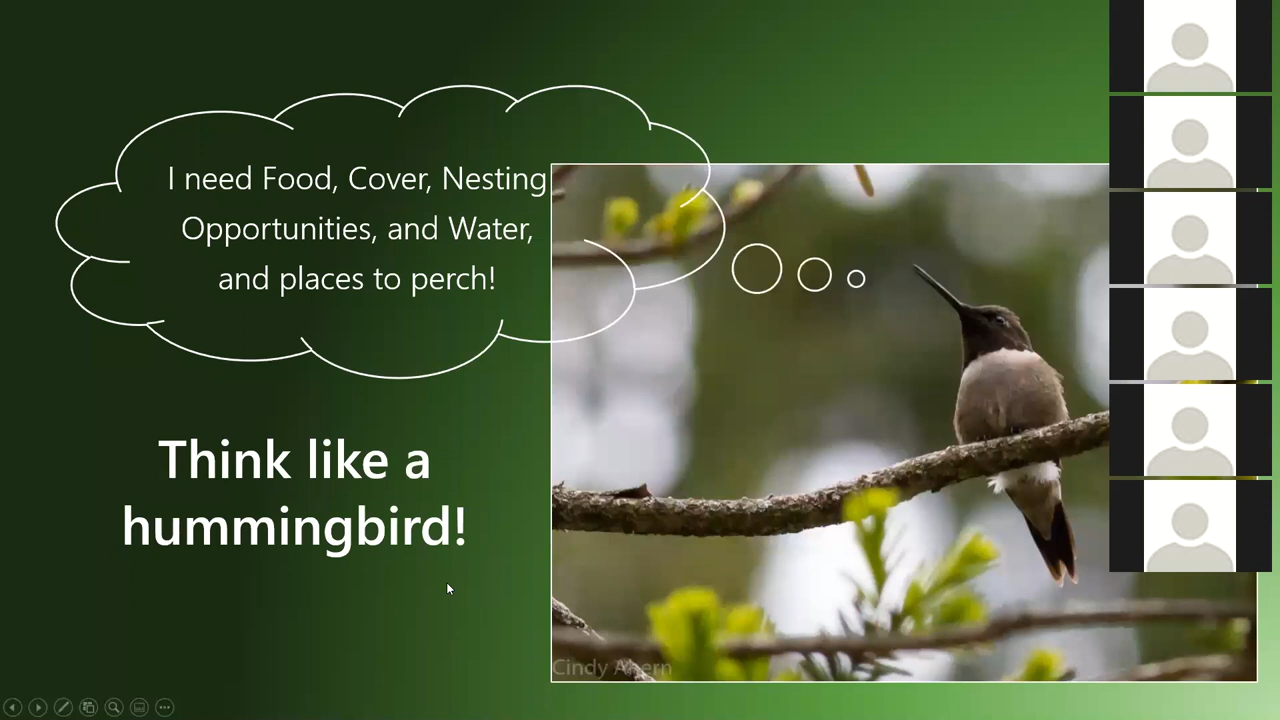 I need Food, Cover, Nesting
Opportunities, and Water,
and places to perch!
Think like a
hummingbird!
Cindy Ahern